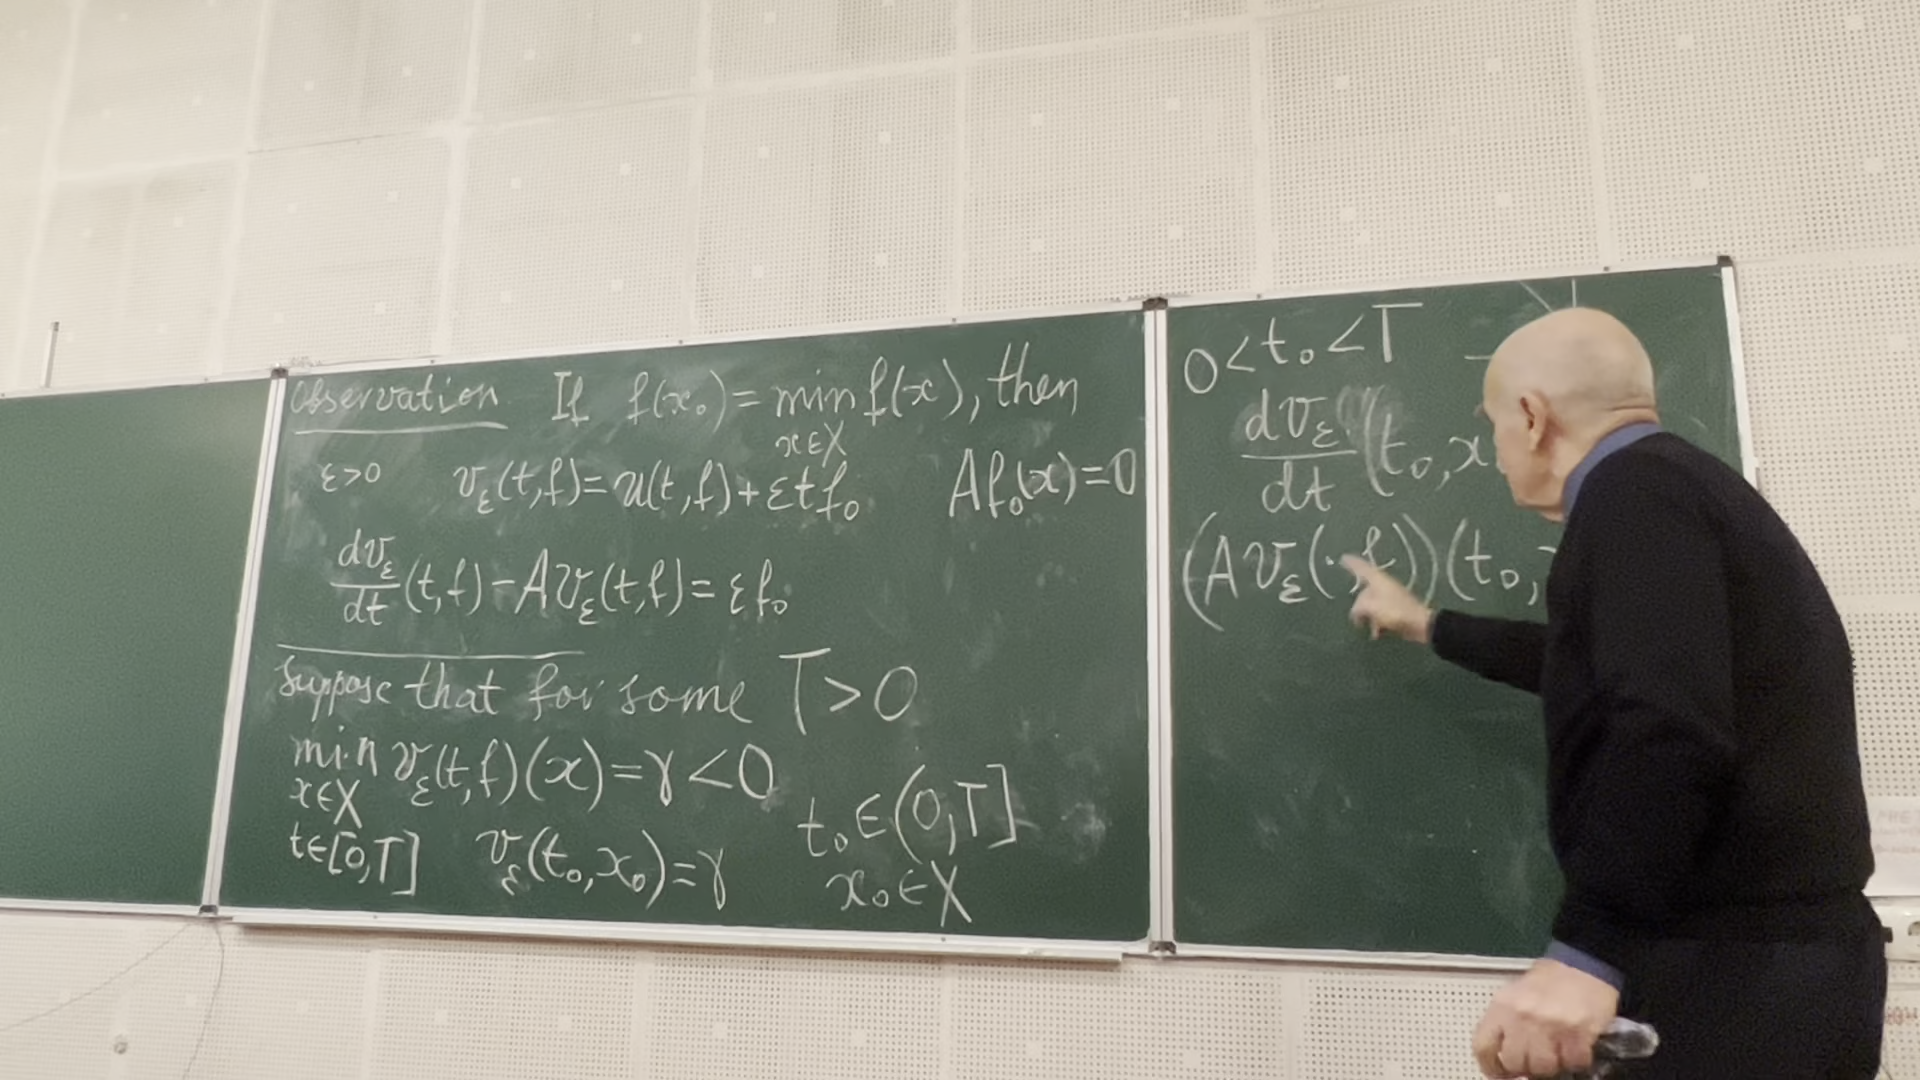 Observation If f(x₀) = min f(x), then
x∈X
ε>0 v_ε(t,f)=u(t,f)+εtf₀ Af₀(x)=0
dv_ε/dt (t,f) − Av_ε(t,f) = εf₀
Suppose that for some T>0
min v_ε(t,f)(x)=γ<0
x∈X
t∈[0,T] v_ε(t₀,x₀)=γ t₀∈(0,T]
x₀∈X
0<t₀<T
dv_ε/dt (t₀,x
(Av_ε(·,f))(t₀,